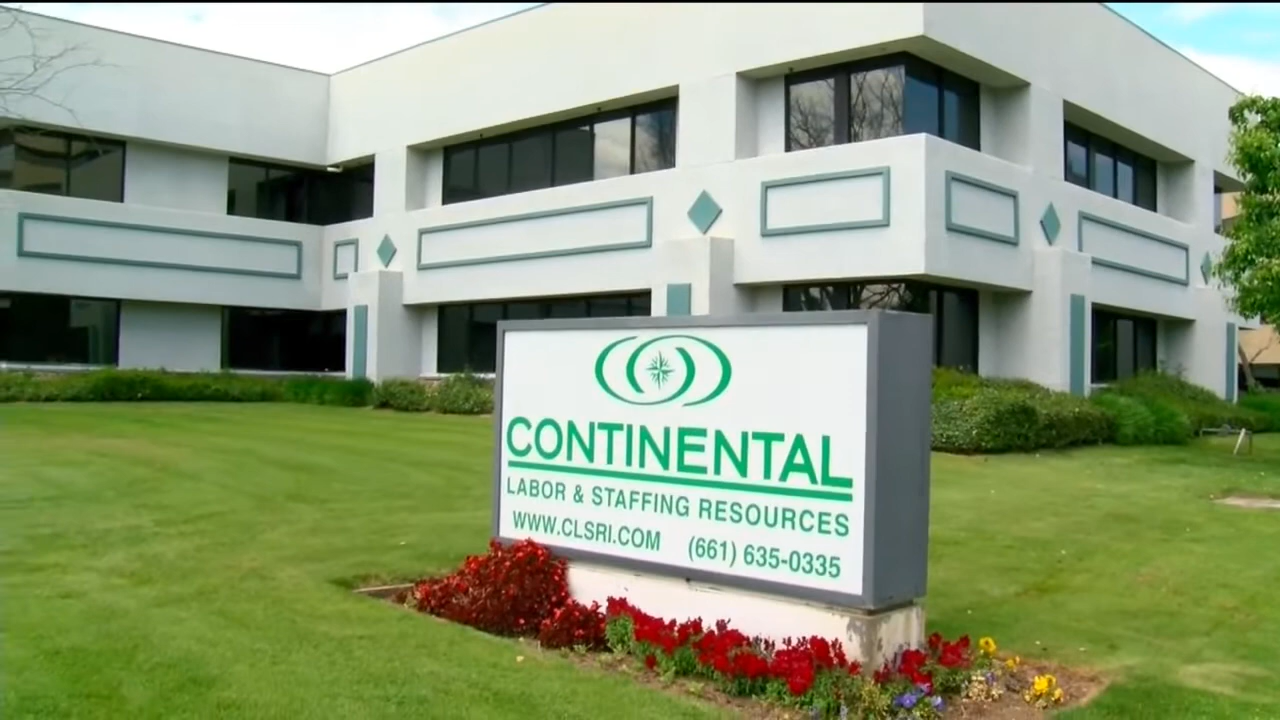 CONTINENTAL
LABOR & STAFFING RESOURCES
WWW.CLSRI.COM (661) 635-0335